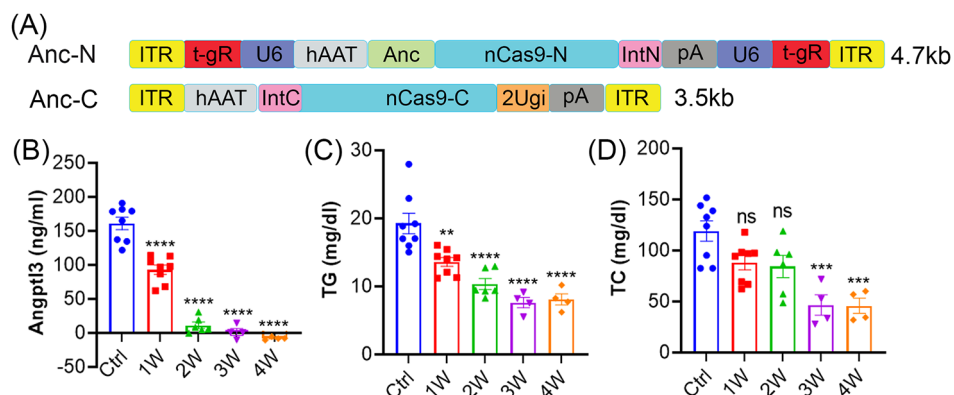 (A)
Anc-N ITR t-gR U6 hAAT Anc nCas9-N IntN pA U6 t-gR ITR 4.7kb
Anc-C ITR hAAT IntC nCas9-C 2Ugi pA ITR 3.5kb
(B)
Angptl3 (ng/ml)
250
200
150
100
50
0
-50
****
****
****
****
Ctrl 1W 2W 3W 4W
(C)
TG (mg/dl)
30
20
10
0
**
****
****
****
Ctrl 1W 2W 3W 4W
(D)
TC (mg/dl)
200
150
100
50
0
ns
ns
***
***
Ctrl 1W 2W 3W 4W